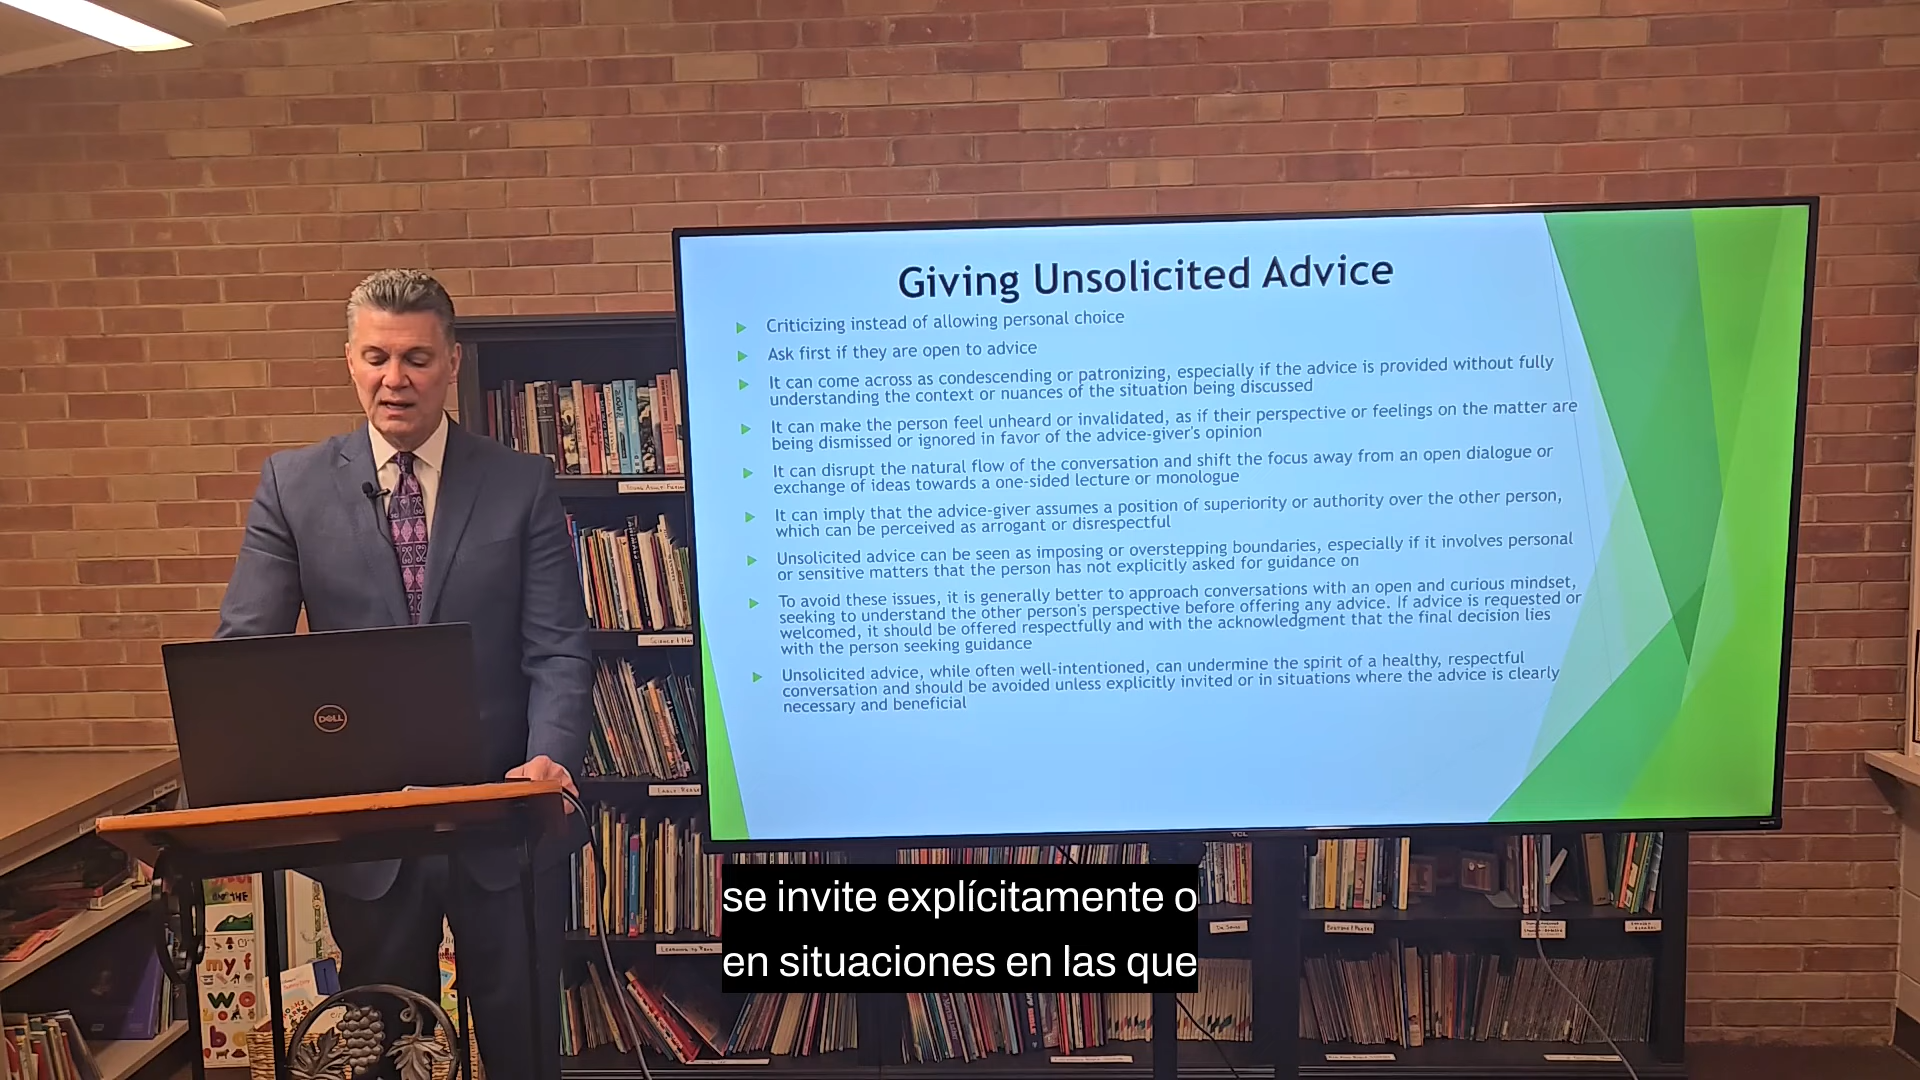 Giving Unsolicited Advice
Criticizing instead of allowing personal choice
Ask first if they are open to advice
It can come across as condescending or patronizing, especially if the advice is provided without fully
understanding the context or nuances of the situation being discussed
It can make the person feel unheard or invalidated, as if their perspective or feelings on the matter are
being dismissed or ignored in favor of the advice-giver's opinion
It can disrupt the natural flow of the conversation and shift the focus away from an open dialogue or
exchange of ideas towards a one-sided lecture or monologue
It can imply that the advice-giver assumes a position of superiority or authority over the other person,
which can be perceived as arrogant or disrespectful
Unsolicited advice can be seen as imposing or overstepping boundaries, especially if it involves personal
or sensitive matters that the person has not explicitly asked for guidance on
To avoid these issues, it is generally better to approach conversations with an open and curious mindset,
seeking to understand the other person's perspective before offering any advice. If advice is requested or
welcomed, it should be offered respectfully and with the acknowledgment that the final decision lies
with the person seeking guidance
Unsolicited advice, while often well-intentioned, can undermine the spirit of a healthy, respectful
conversation and should be avoided unless explicitly invited or in situations where the advice is clearly
necessary and beneficial
TCL
DELL
Young Adult
my f
wo
se invite explícitamente o
en situaciones en las que